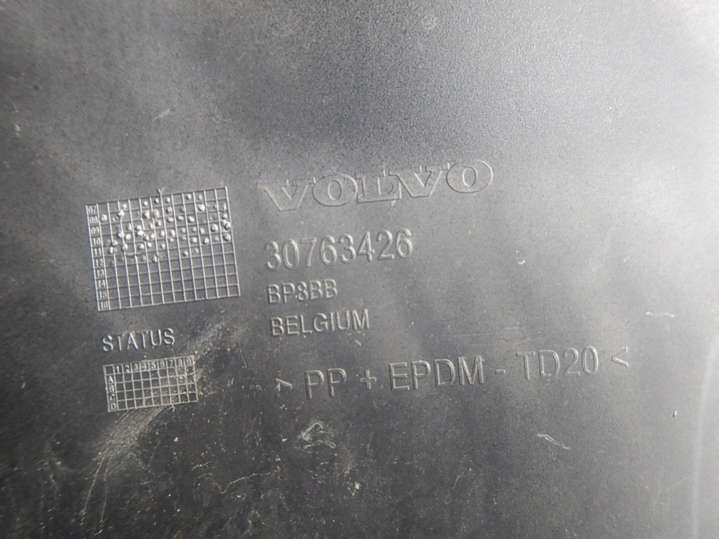 VOLVO
30763426
BP8BB
BELGIUM
> PP + EPDM - TD20 <
STATUS